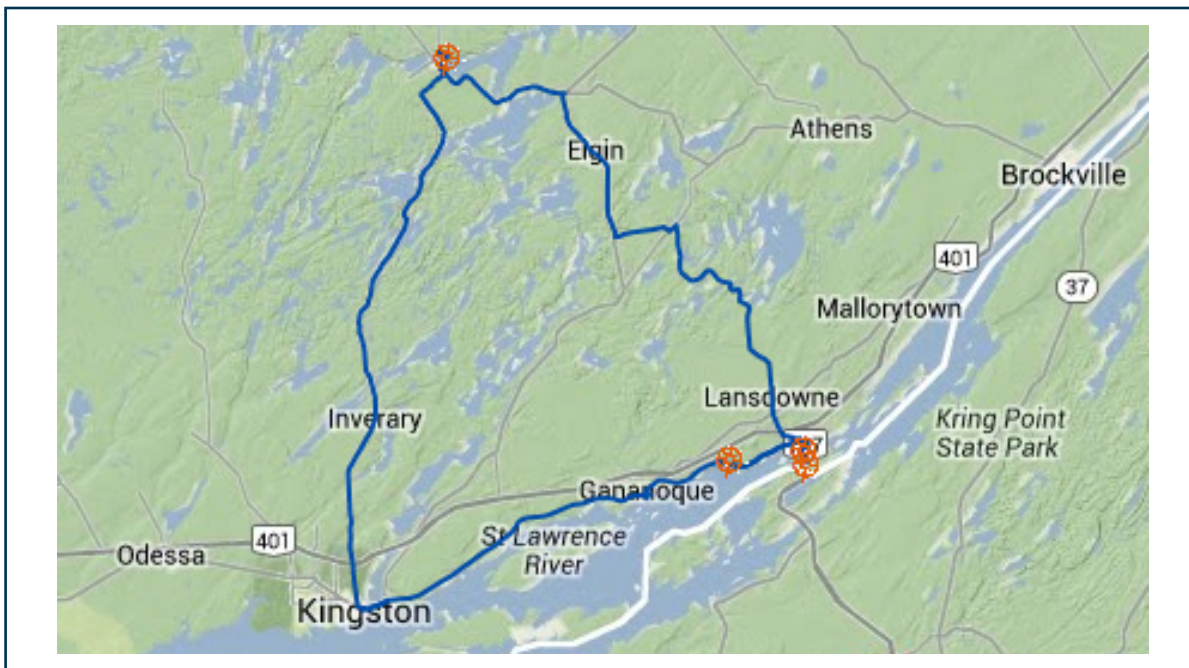 Athens
Elgin
Brockville
401
37
Mallorytown
Lansdowne
Inverary
Kring Point
State Park
Gananoque
St Lawrence
River
401
Odessa
Kingston